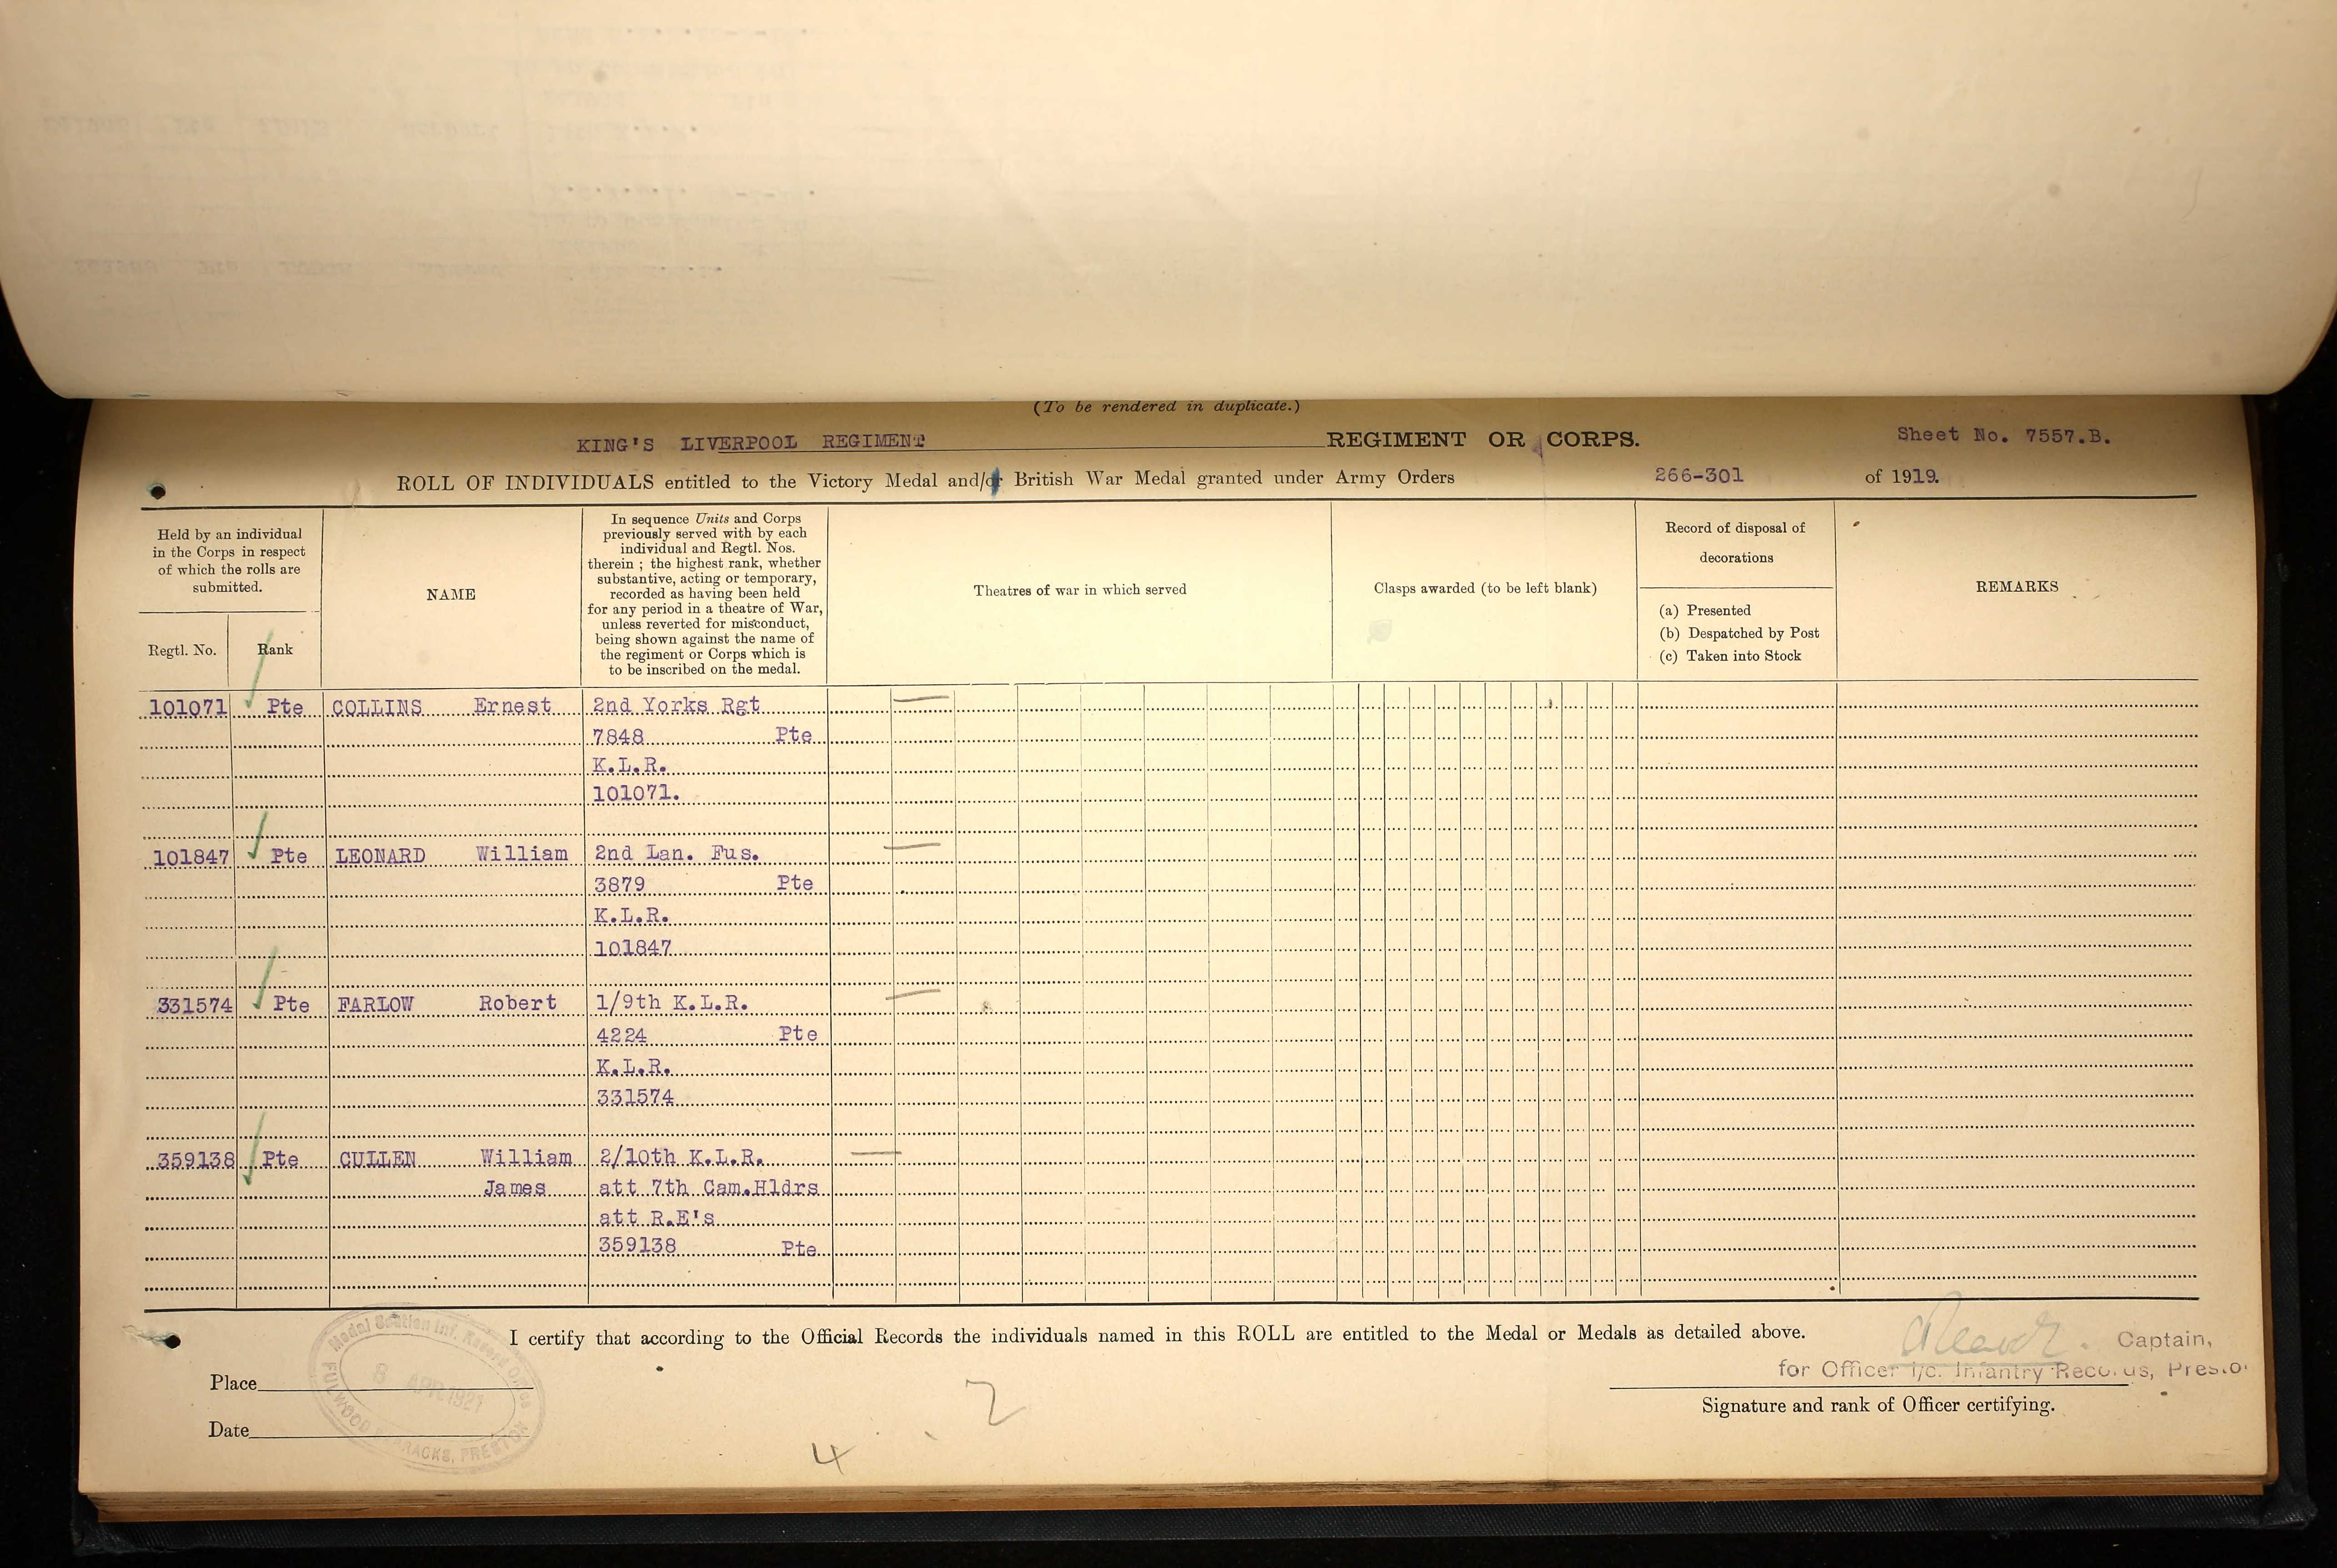 (To be rendered in duplicate.)
KING'S LIVERPOOL REGIMENT REGIMENT OR CORPS. Sheet No. 7557.B.
ROLL OF INDIVIDUALS entitled to the Victory Medal and/or British War Medal granted under Army Orders 266-301 of 1919.
Held by an individual
in the Corps in respect
of which the rolls are
submitted.
Regtl. No. Rank
NAME
In sequence Units and Corps
previously served with by each
individual and Regtl. Nos.
therein ; the highest rank, whether
substantive, acting or temporary,
recorded as having been held
for any period in a theatre of War,
unless reverted for misconduct,
being shown against the name of
the regiment or Corps which is
to be inscribed on the medal.
Theatres of war in which served
Clasps awarded (to be left blank)
Record of disposal of
decorations
(a) Presented
(b) Despatched by Post
(c) Taken into Stock
REMARKS
101071 Pte COLLINS Ernest 2nd Yorks Rgt
7848 Pte
K.L.R.
101071.
101847 Pte LEONARD William 2nd Lan. Fus.
3879 Pte
K.L.R.
101847
331574 Pte FARLOW Robert 1/9th K.L.R.
4224 Pte
K.L.R.
331574
359138 Pte CULLEN William 2/10th K.L.R.
James att 7th Cam.Hldrs
att R.E's
359138 Pte
I certify that according to the Official Records the individuals named in this ROLL are entitled to the Medal or Medals as detailed above.
Captain,
for Officer i/c. Infantry Records, Presto
Signature and rank of Officer certifying.
Place
Date
Medal Section Inf. Record Office
APR 1921
FULWOOD BARRACKS, PRESTON
2
4